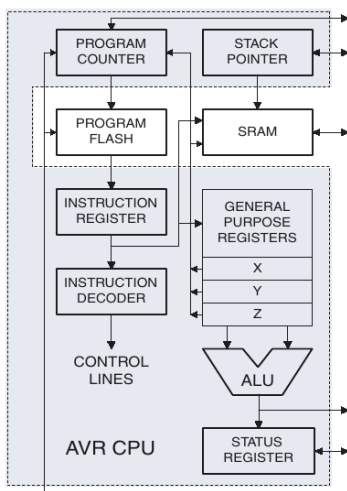 PROGRAM
COUNTER
STACK
POINTER
PROGRAM
FLASH
SRAM
INSTRUCTION
REGISTER
GENERAL
PURPOSE
REGISTERS
X
Y
Z
INSTRUCTION
DECODER
CONTROL
LINES
ALU
STATUS
REGISTER
AVR CPU